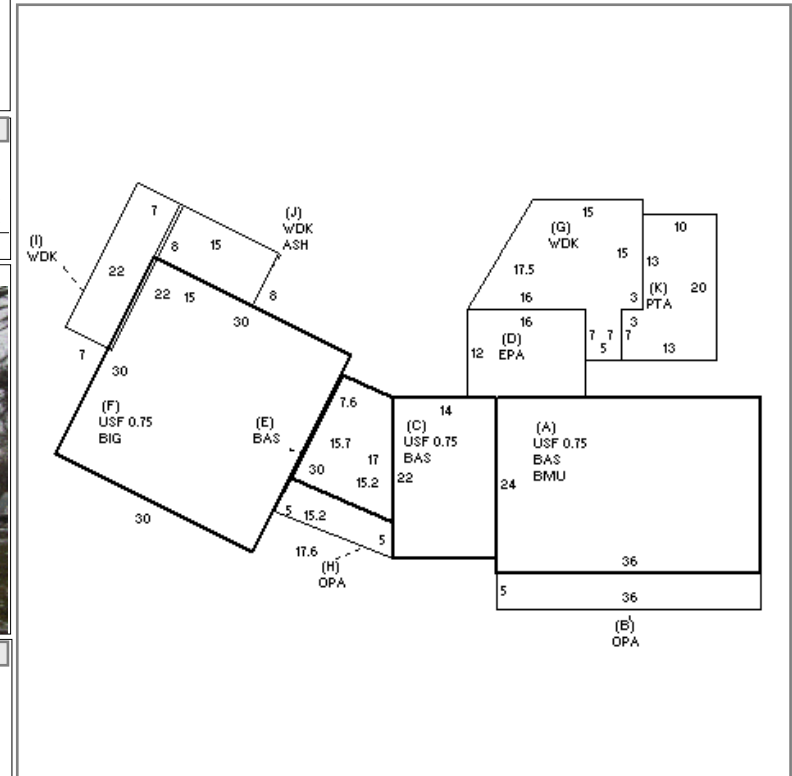 15
10
7
(J)
WDK
ASH
(G)
WDK
(I)
WDK
8
15
15
13
22
17.5
(K)
PTA
20
22
15
8
16
3
30
16
3
7
7
7
12
(D)
EPA
5
13
7
30
7.6
14
(F)
USF 0.75
BIG
(E)
BAS
(C)
USF 0.75
BAS
(A)
USF 0.75
BAS
BMU
15.7
17
30
15.2
22
24
5
15.2
30
5
17.6
(H)
OPA
36
5
36
(B)
OPA